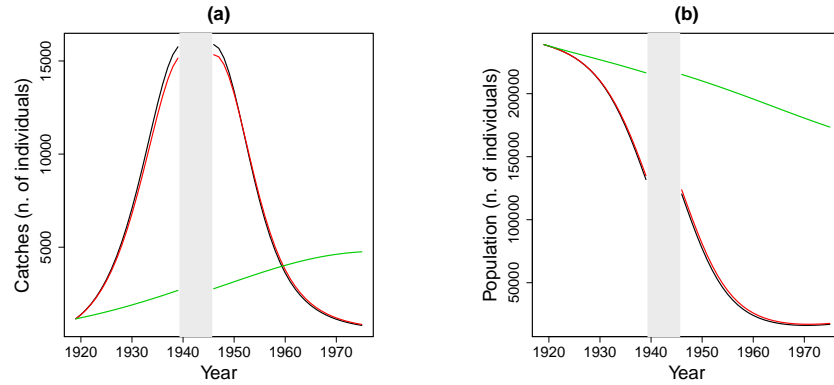 (a)
Catches (n. of individuals)
5000
10000
15000
1920 1930 1940 1950 1960 1970
Year
(b)
Population (n. of individuals)
50000
100000
150000
200000
1920 1930 1940 1950 1960 1970
Year